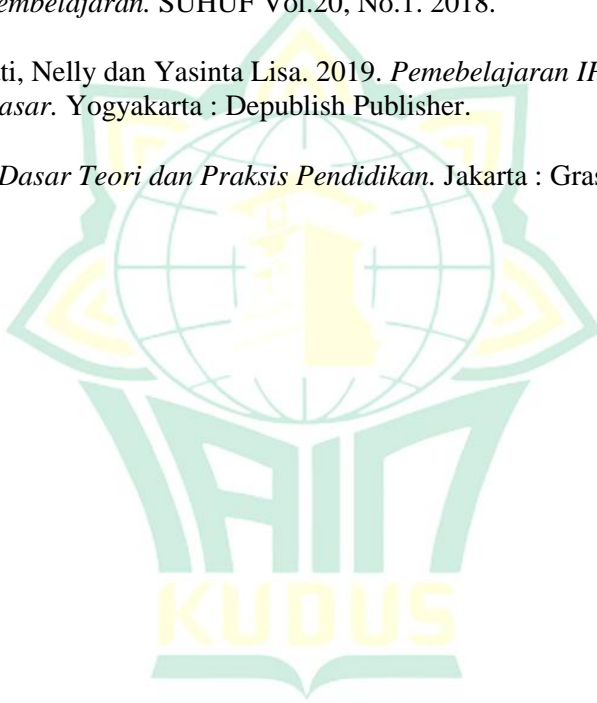 embelajaran. SUHUF Vol.20, No.1. 2018.
ti, Nelly dan Yasinta Lisa. 2019. Pemebelajaran IP
asar. Yogyakarta : Depublish Publisher.
Dasar Teori dan Praksis Pendidikan. Jakarta : Gras
IAIN
KUDUS